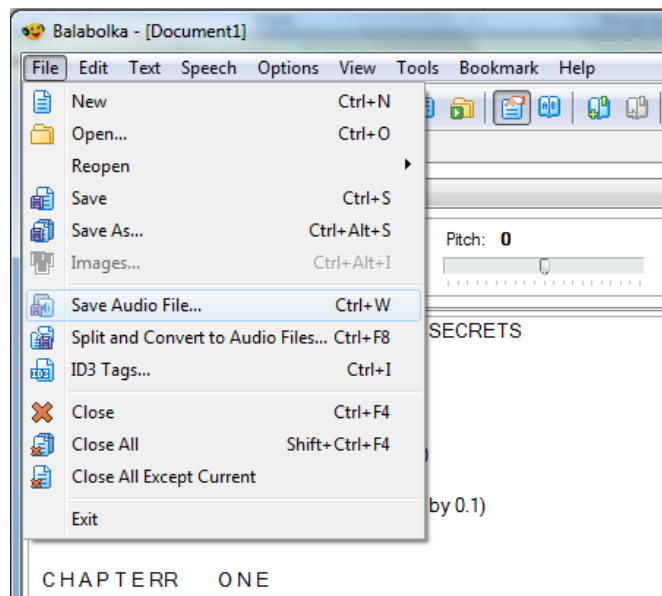 Balabolka - [Document1]
File Edit Text Speech Options View Tools Bookmark Help
New Ctrl+N
Open... Ctrl+O
Reopen
Save Ctrl+S
Save As... Ctrl+Alt+S
Pitch: 0
Images... Ctrl+Alt+I
Save Audio File... Ctrl+W
SECRETS
Split and Convert to Audio Files... Ctrl+F8
ID3 Tags... Ctrl+I
Close Ctrl+F4
Close All Shift+Ctrl+F4
)
Close All Except Current
by 0.1)
Exit
CHAPTERR ONE